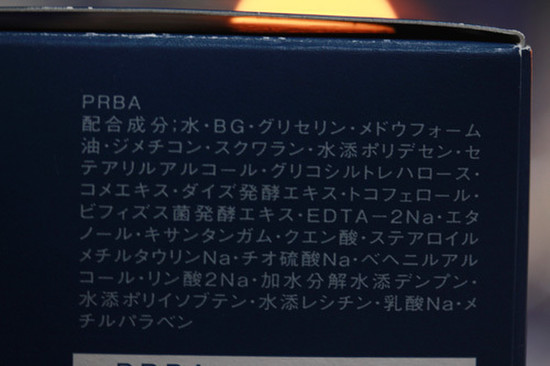 PRBA
配合成分;水・BG・グリセリン・メドウフォーム
油・ジメチコン・スクワラン・水添ポリデセン・セ
テアリルアルコール・グリコシルトレハロース・
コメエキス・ダイズ発酵エキス・トコフェロール・
ビフィズス菌発酵エキス・EDTA－2Na・エタ
ノール・キサンタンガム・クエン酸・ステアロイル
メチルタウリンNa・チオ硫酸Na・ベヘニルアル
コール・リン酸2Na・加水分解水添デンプン・
水添ポリイソブテン・水添レシチン・乳酸Na・メ
チルパラベン